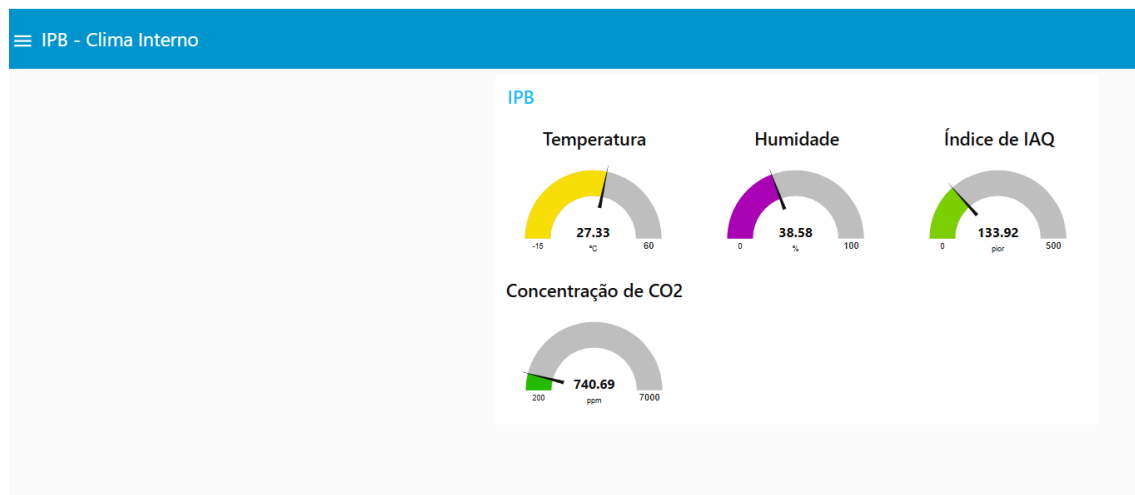 IPB - Clima Interno
IPB
Temperatura
27.33
-15 °C 60
Humidade
38.58
0 % 100
Índice de IAQ
133.92
0 pior 500
Concentração de CO2
740.69
200 ppm 7000